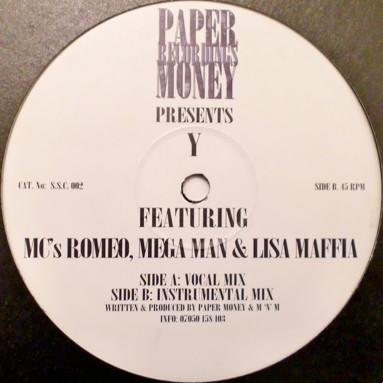 PAPER
RECORDINGS
MONEY
PRESENTS
Y
CAT. No: S.S.C. 002
SIDE B. 45 RPM
FEATURING
MC's ROMEO, MEGA MAN & LISA MAFFIA
SIDE A: VOCAL MIX
SIDE B: INSTRUMENTAL MIX
WRITTEN & PRODUCED BY PAPER MONEY & M 'N' M
INFO: 07050 158 103